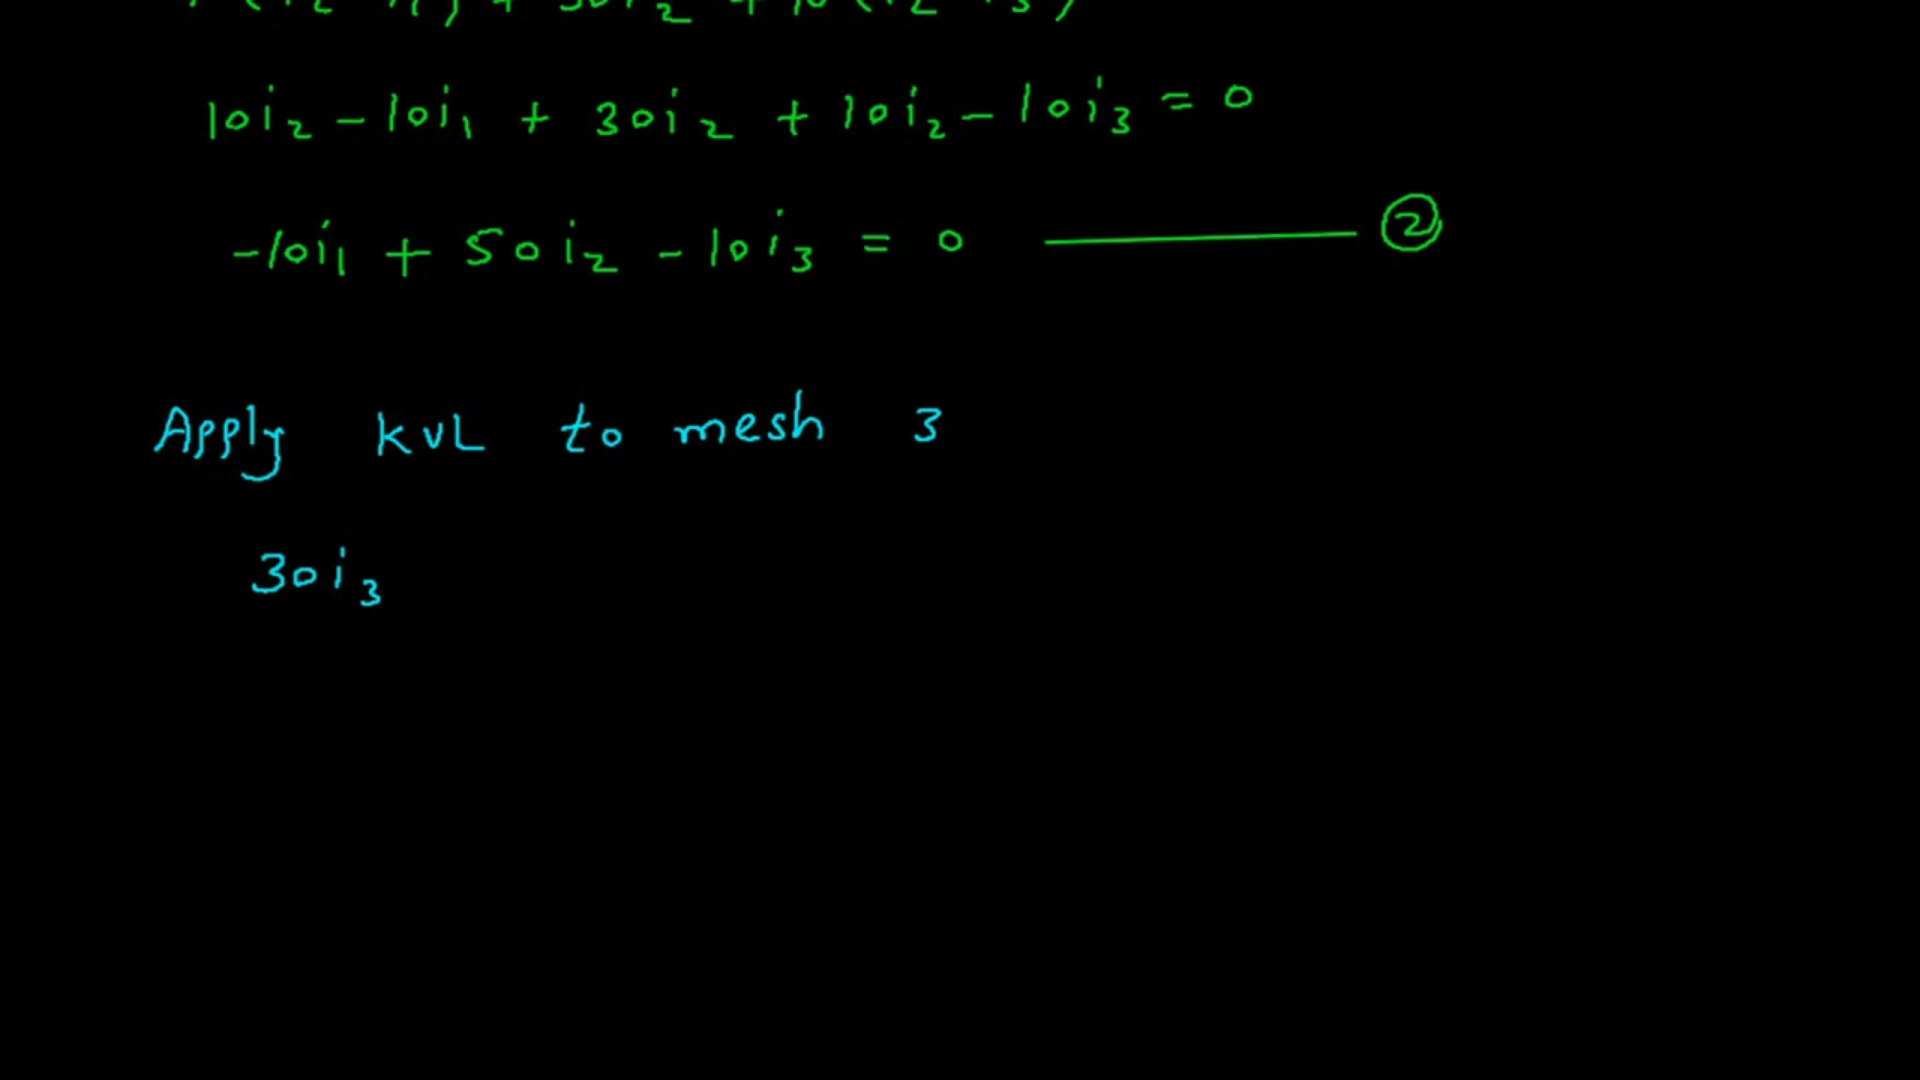 10i₂ - 10i₁ + 30i₂ + 10i₂ - 10i₃ = 0
-10i₁ + 50i₂ - 10i₃ = 0 ——— ②
Apply KVL to mesh 3
30i₃